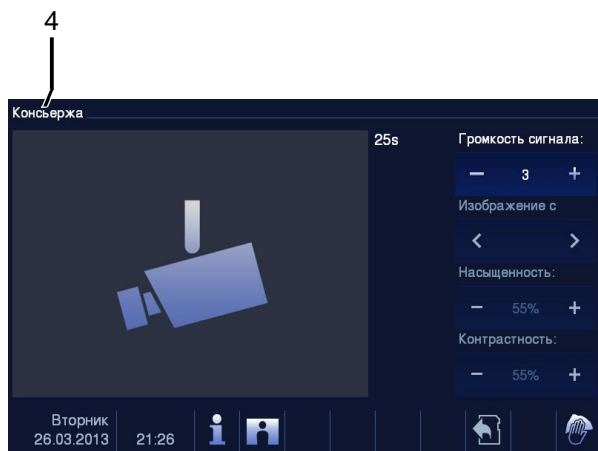 4
Консьержа
25s
Громкость сигнала:
− 3 +
Изображение с
< >
Насыщенность:
− 55% +
Контрастность:
− 55% +
Вторник
26.03.2013 21:26